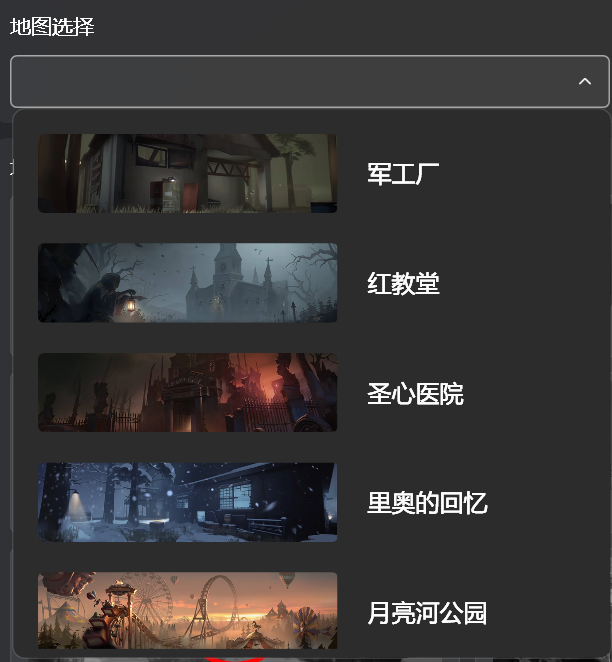 地图选择
军工厂
红教堂
圣心医院
里奥的回忆
月亮河公园